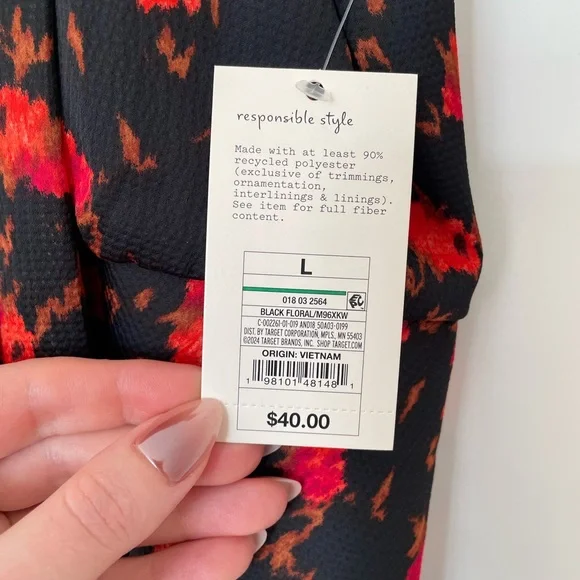 responsible style
Made with at least 90%
recycled polyester
(exclusive of trimmings,
ornamentation,
interlinings & linings).
See item for full fiber
content.
L
018 03 2564
BLACK FLORAL/M96XKW
C-002261-01-019 AND18 50A03-0199
DIST. BY TARGET CORPORATION, MPLS., MN 55403
©2024 TARGET BRANDS, INC. SHOP TARGET.COM
ORIGIN: VIETNAM
1 98101 48148 1
$40.00